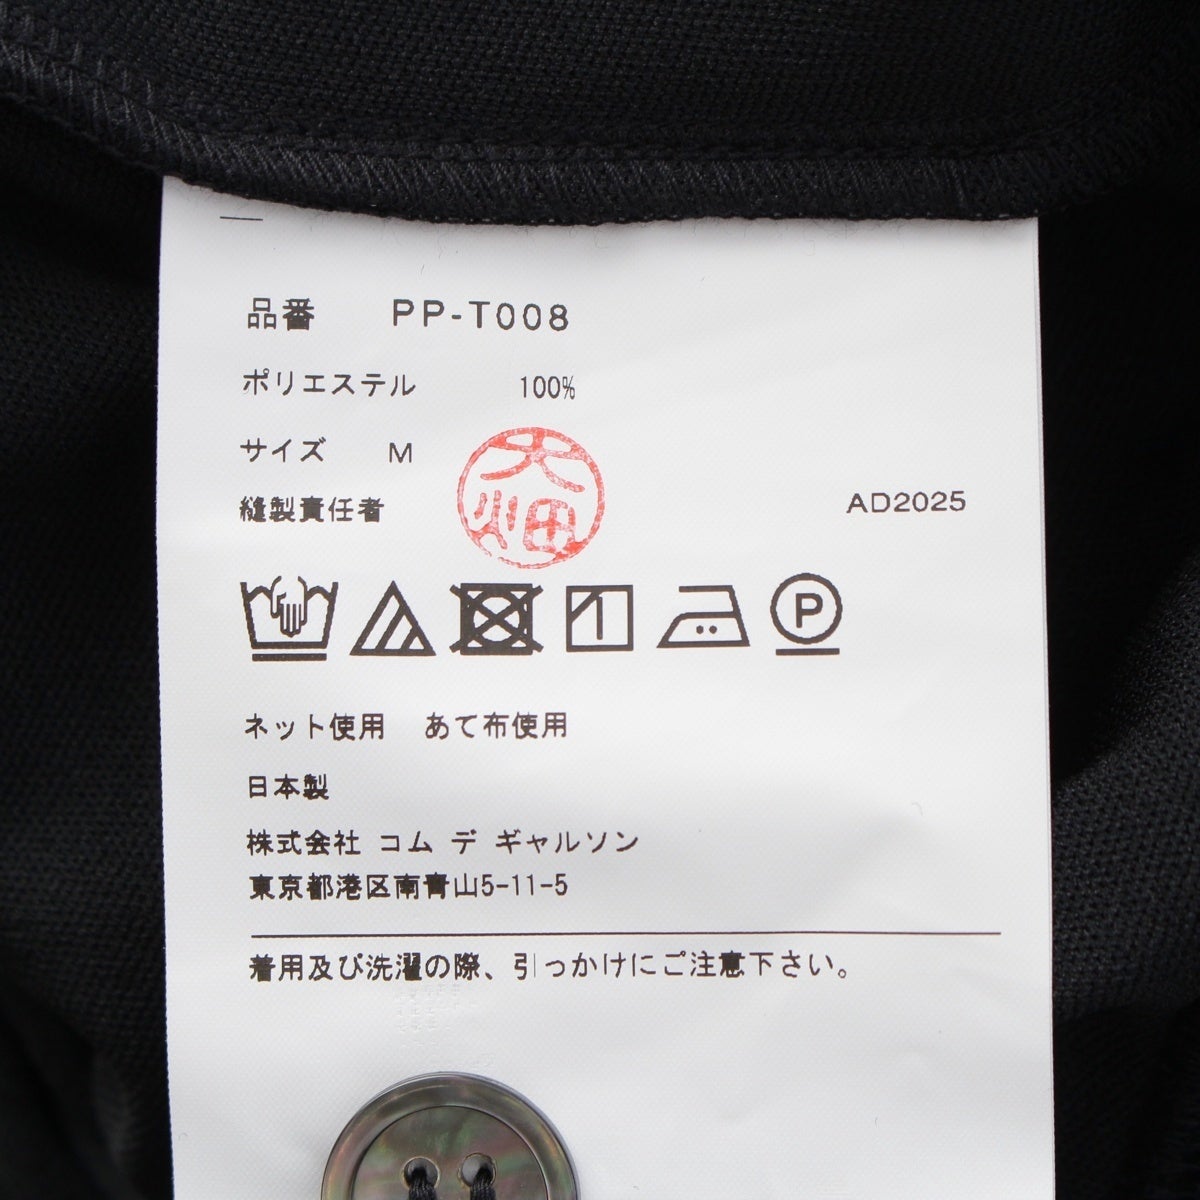 品番 PP-T008
ポリエステル 100%
サイズ M
大畑
縫製責任者 AD2025
P
ネット使用 あて布使用
日本製
株式会社 コム デ ギャルソン
東京都港区南青山5-11-5
着用及び洗濯の際、引っかけにご注意下さい。